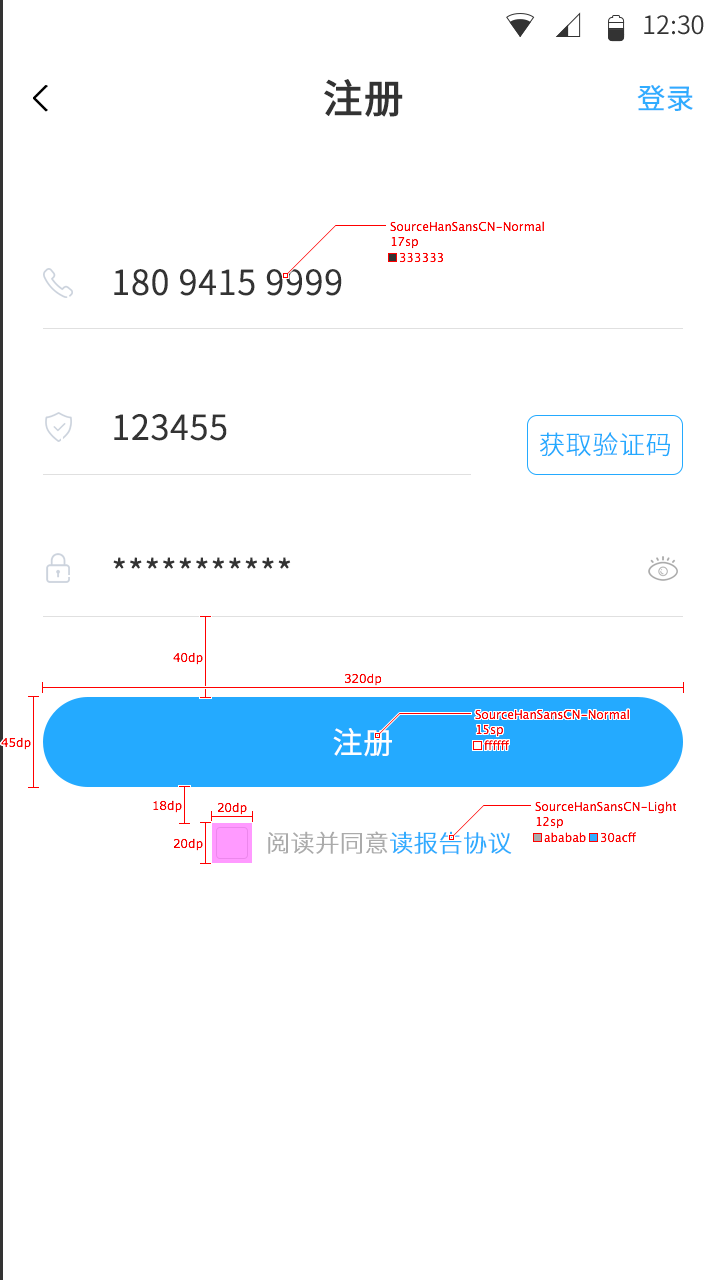 12:30
注册
登录
SourceHanSansCN-Normal
17sp
333333
180 9415 9999
123455
获取验证码
***********
40dp
320dp
45dp
注册
SourceHanSansCN-Normal
15sp
ffffff
18dp
20dp
20dp
阅读并同意读报告协议
SourceHanSansCN-Light
12sp
ababab 30acff